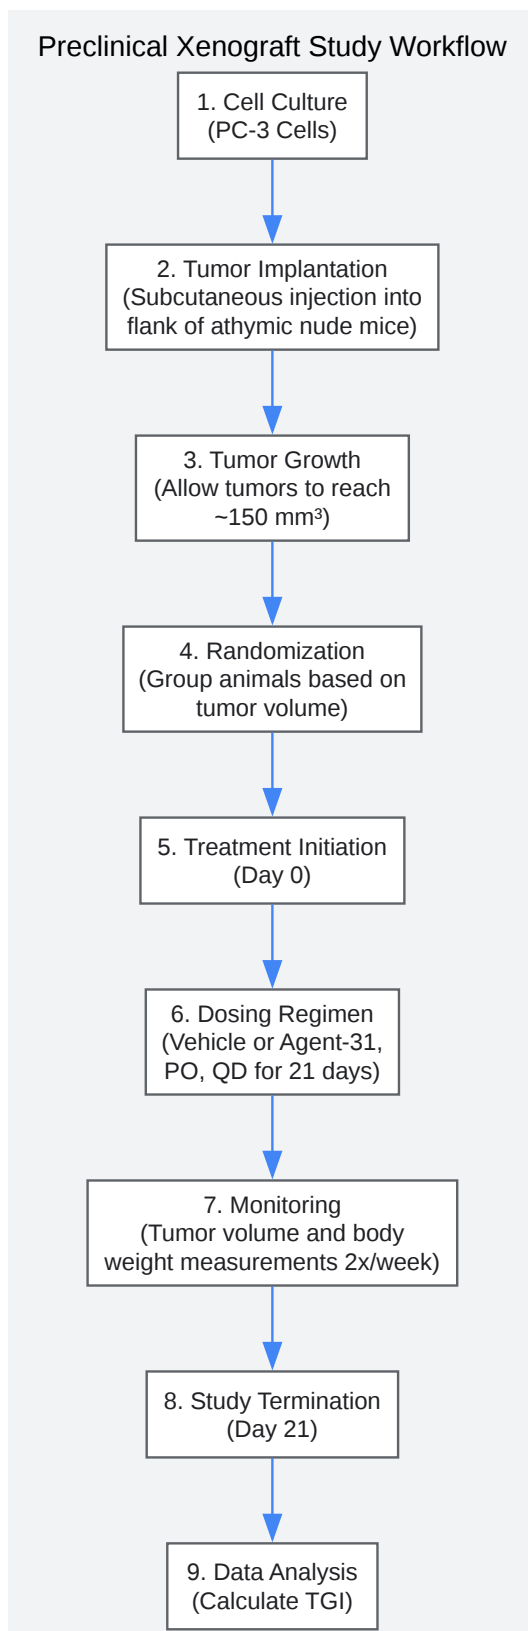 Preclinical Xenograft Study Workflow
1. Cell Culture
(PC-3 Cells)
2. Tumor Implantation
(Subcutaneous injection into
flank of athymic nude mice)
3. Tumor Growth
(Allow tumors to reach
~150 mm³)
4. Randomization
(Group animals based on
tumor volume)
5. Treatment Initiation
(Day 0)
6. Dosing Regimen
(Vehicle or Agent-31,
PO, QD for 21 days)
7. Monitoring
(Tumor volume and body
weight measurements 2x/week)
8. Study Termination
(Day 21)
9. Data Analysis
(Calculate TGI)